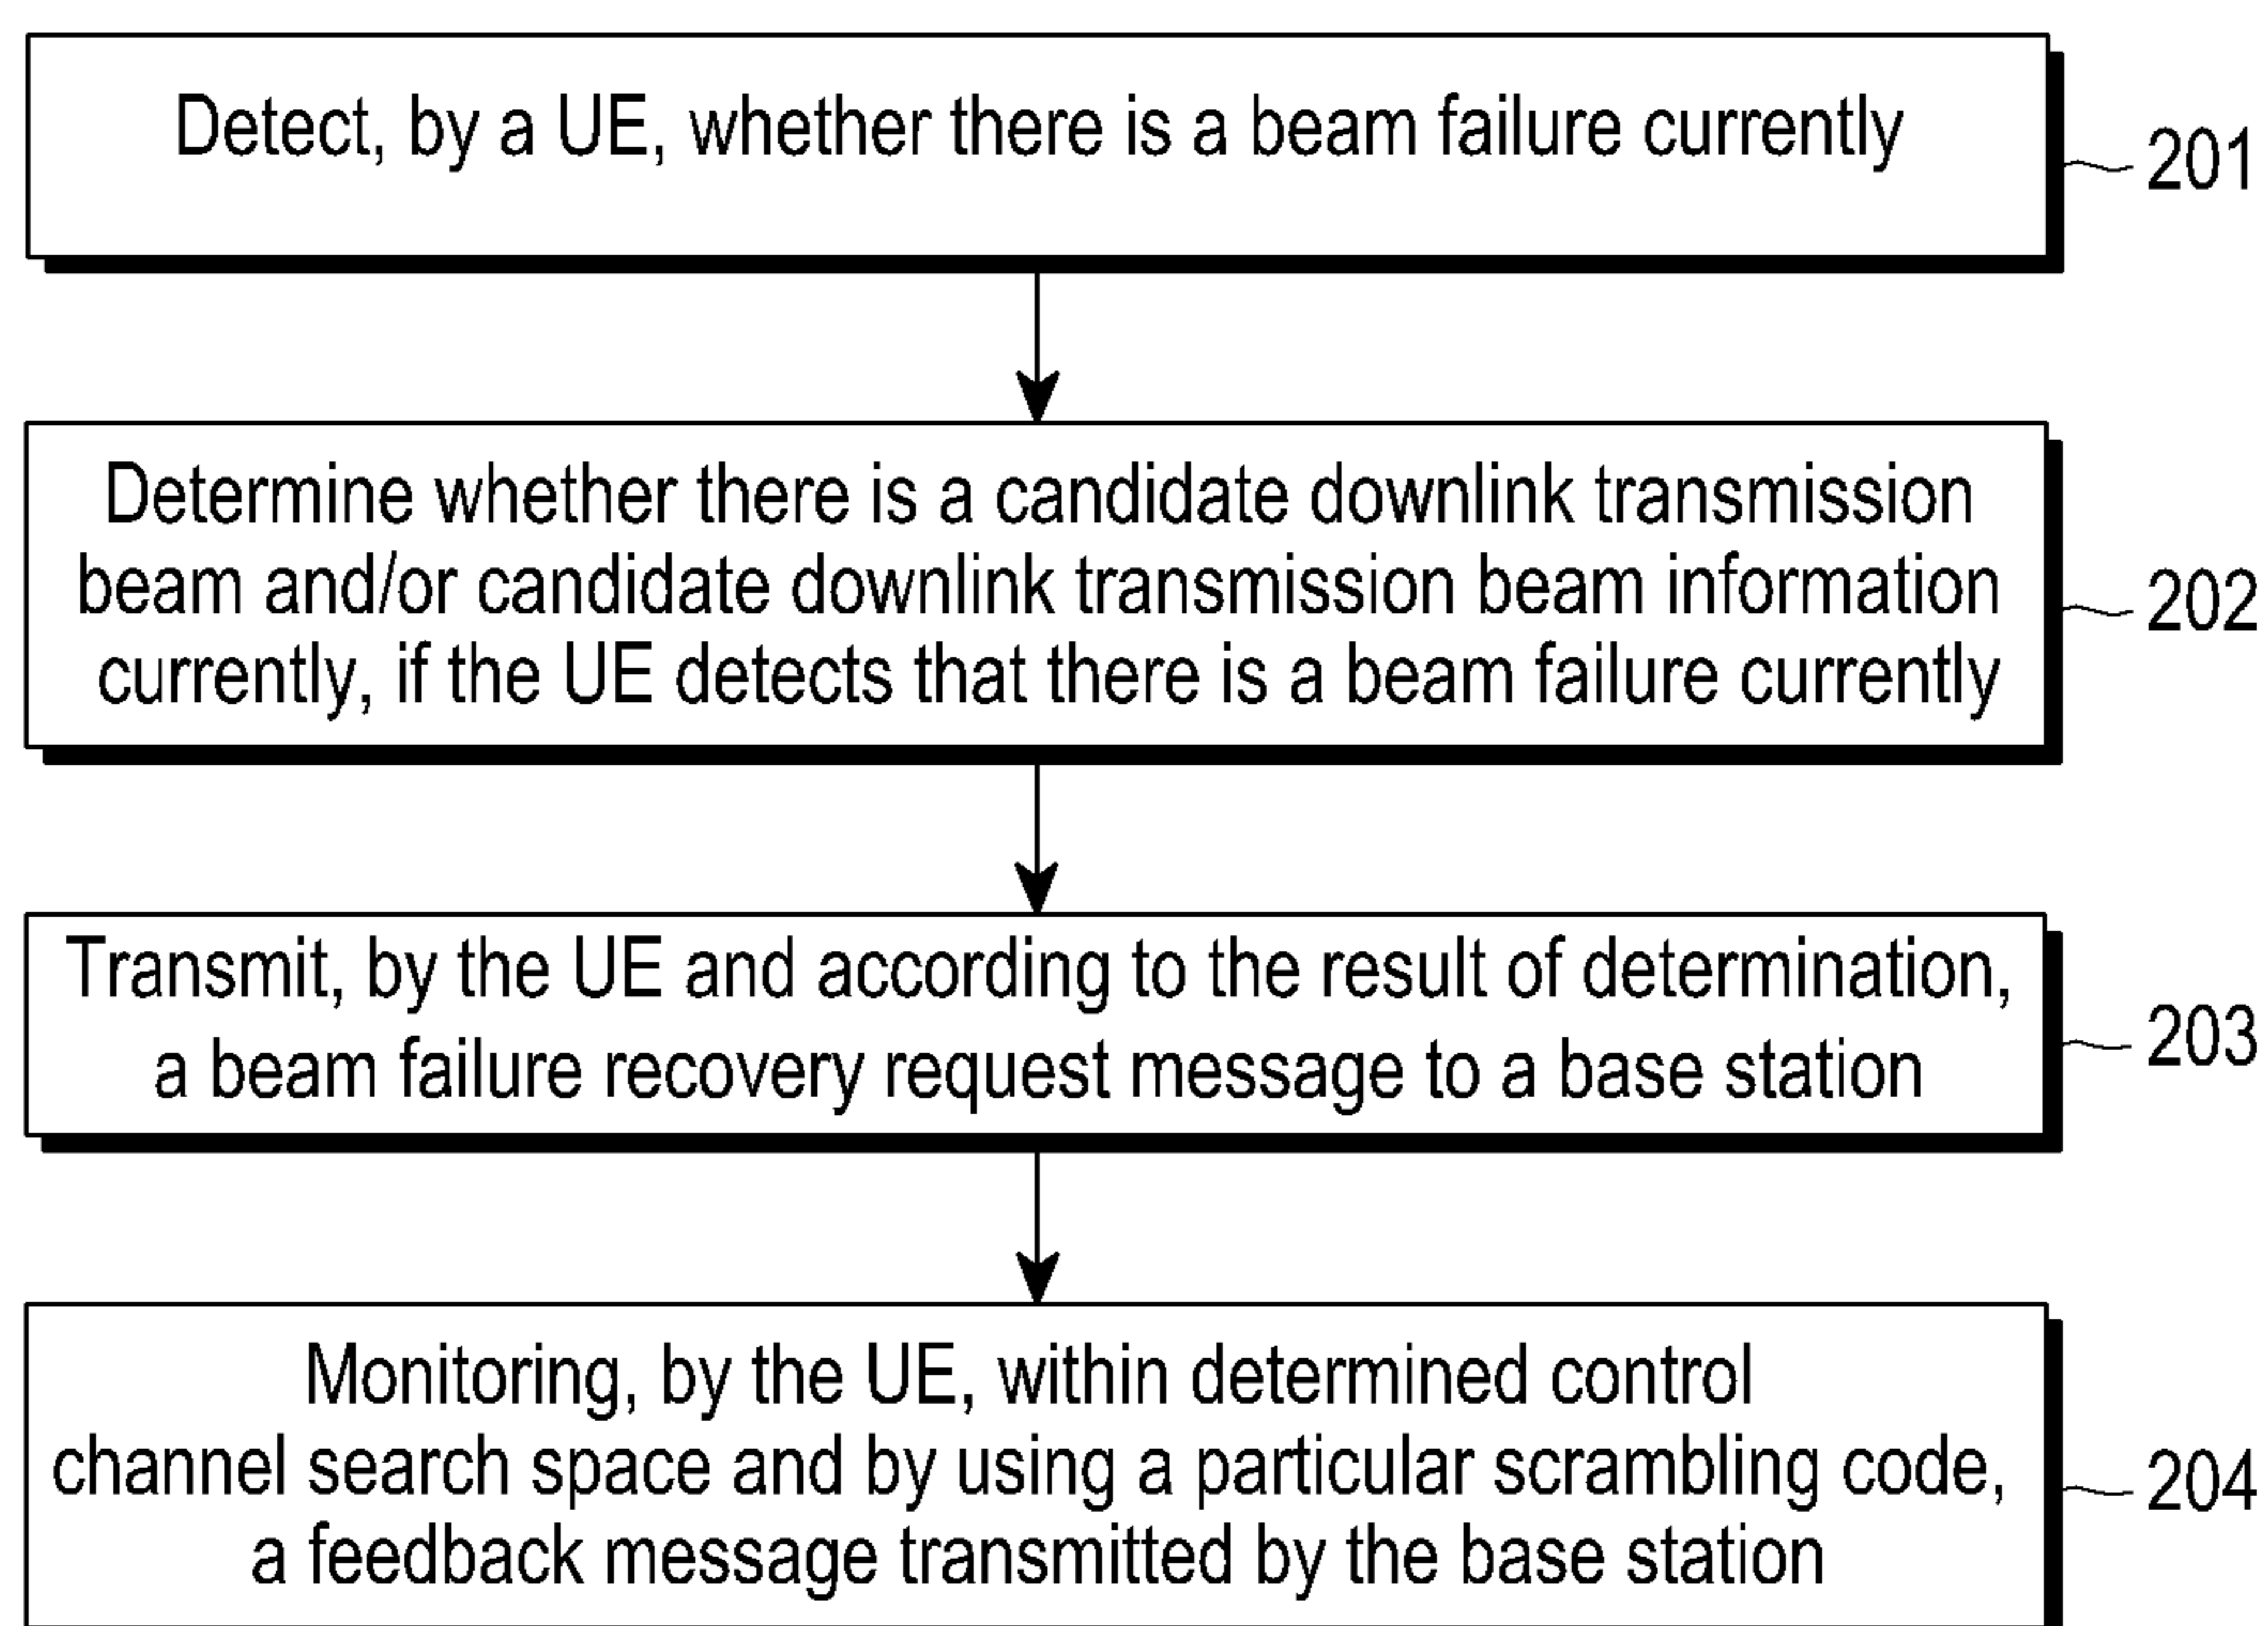 Detect, by a UE, whether there is a beam failure currently
201
Determine whether there is a candidate downlink transmission
beam and/or candidate downlink transmission beam information
currently, if the UE detects that there is a beam failure currently
202
Transmit, by the UE and according to the result of determination,
a beam failure recovery request message to a base station
203
Monitoring, by the UE, within determined control
channel search space and by using a particular scrambling code,
a feedback message transmitted by the base station
204